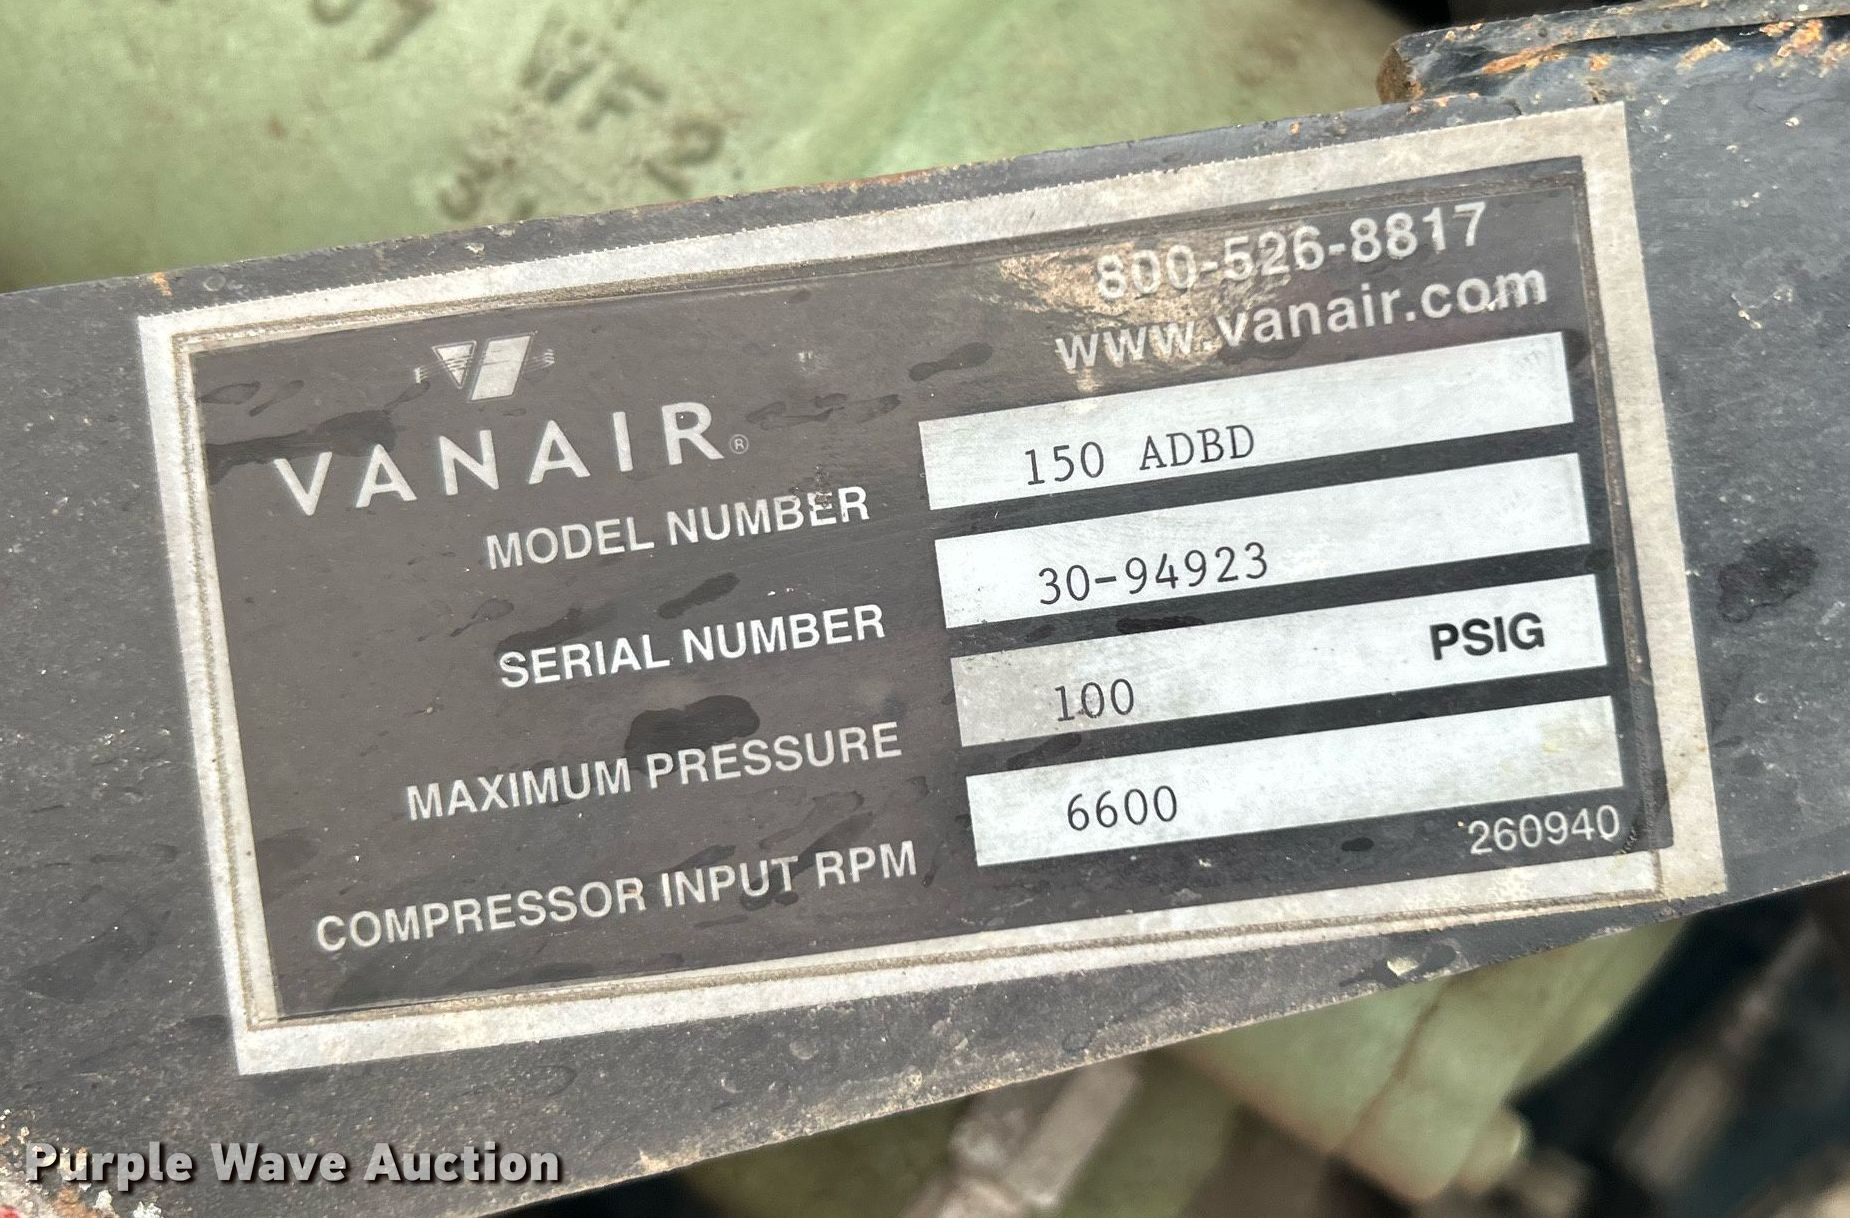 800-526-8817
www.vanair.com
VANAIR®
MODEL NUMBER 150 ADBD
SERIAL NUMBER 30-94923
MAXIMUM PRESSURE 100 PSIG
COMPRESSOR INPUT RPM 6600
260940
Purple Wave Auction